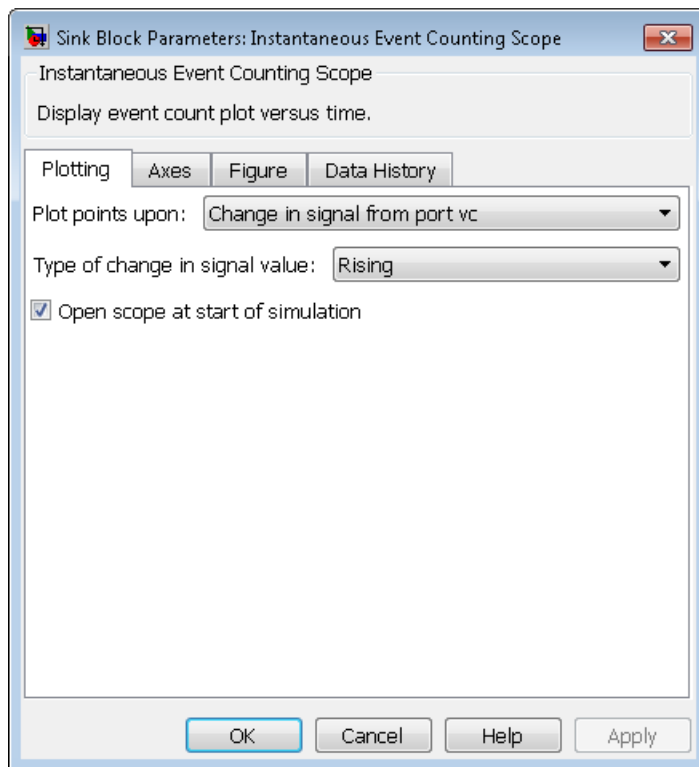 Sink Block Parameters: Instantaneous Event Counting Scope
Instantaneous Event Counting Scope
Display event count plot versus time.
Plotting Axes Figure Data History
Plot points upon: Change in signal from port vc
Type of change in signal value: Rising
Open scope at start of simulation
OK Cancel Help Apply